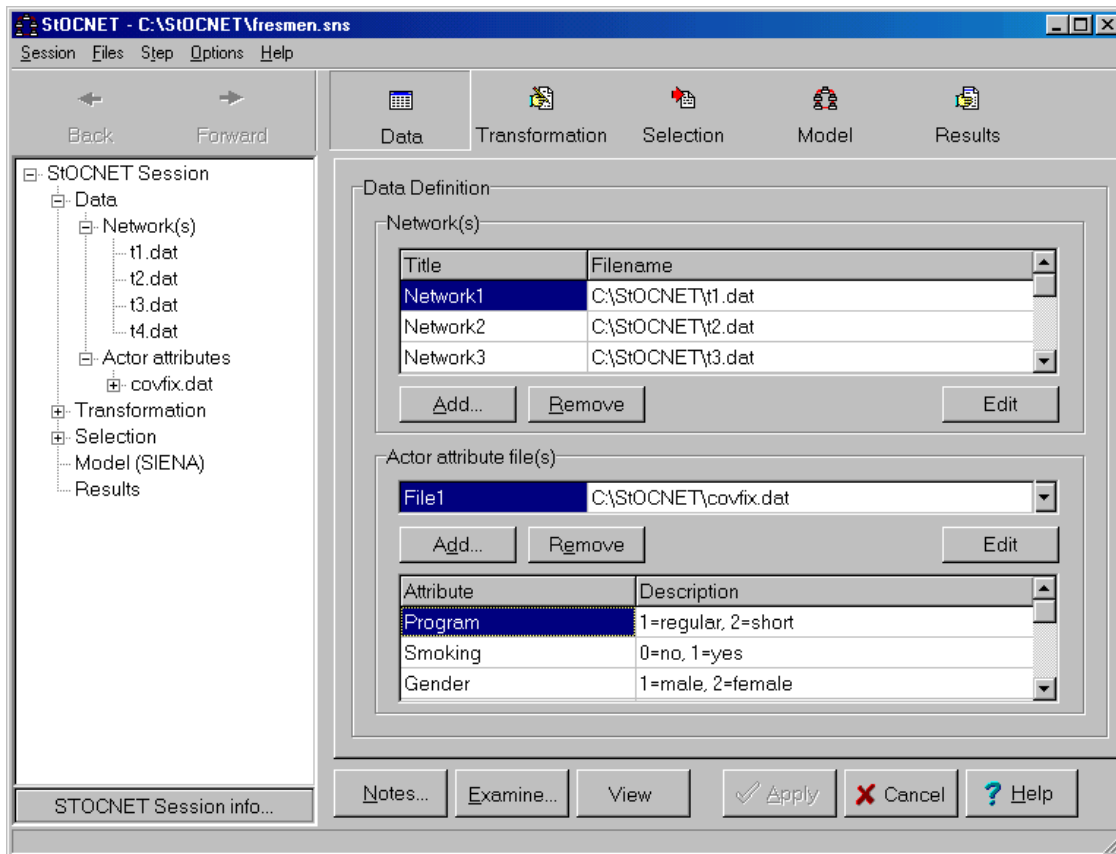 StOCNET - C:\StOCNET\fresmen.sns
Session Files Step Options Help
Back Forward
Data Transformation Selection Model Results
StOCNET Session
Data
Network(s)
t1.dat
t2.dat
t3.dat
t4.dat
Actor attributes
covfix.dat
Transformation
Selection
Model (SIENA)
Results
STOCNET Session info...
Data Definition
Network(s)
Title Filename
Network1 C:\StOCNET\t1.dat
Network2 C:\StOCNET\t2.dat
Network3 C:\StOCNET\t3.dat
Add... Remove Edit
Actor attribute file(s)
File1 C:\StOCNET\covfix.dat
Add... Remove Edit
Attribute Description
Program 1=regular, 2=short
Smoking 0=no, 1=yes
Gender 1=male, 2=female
Notes... Examine... View Apply Cancel Help